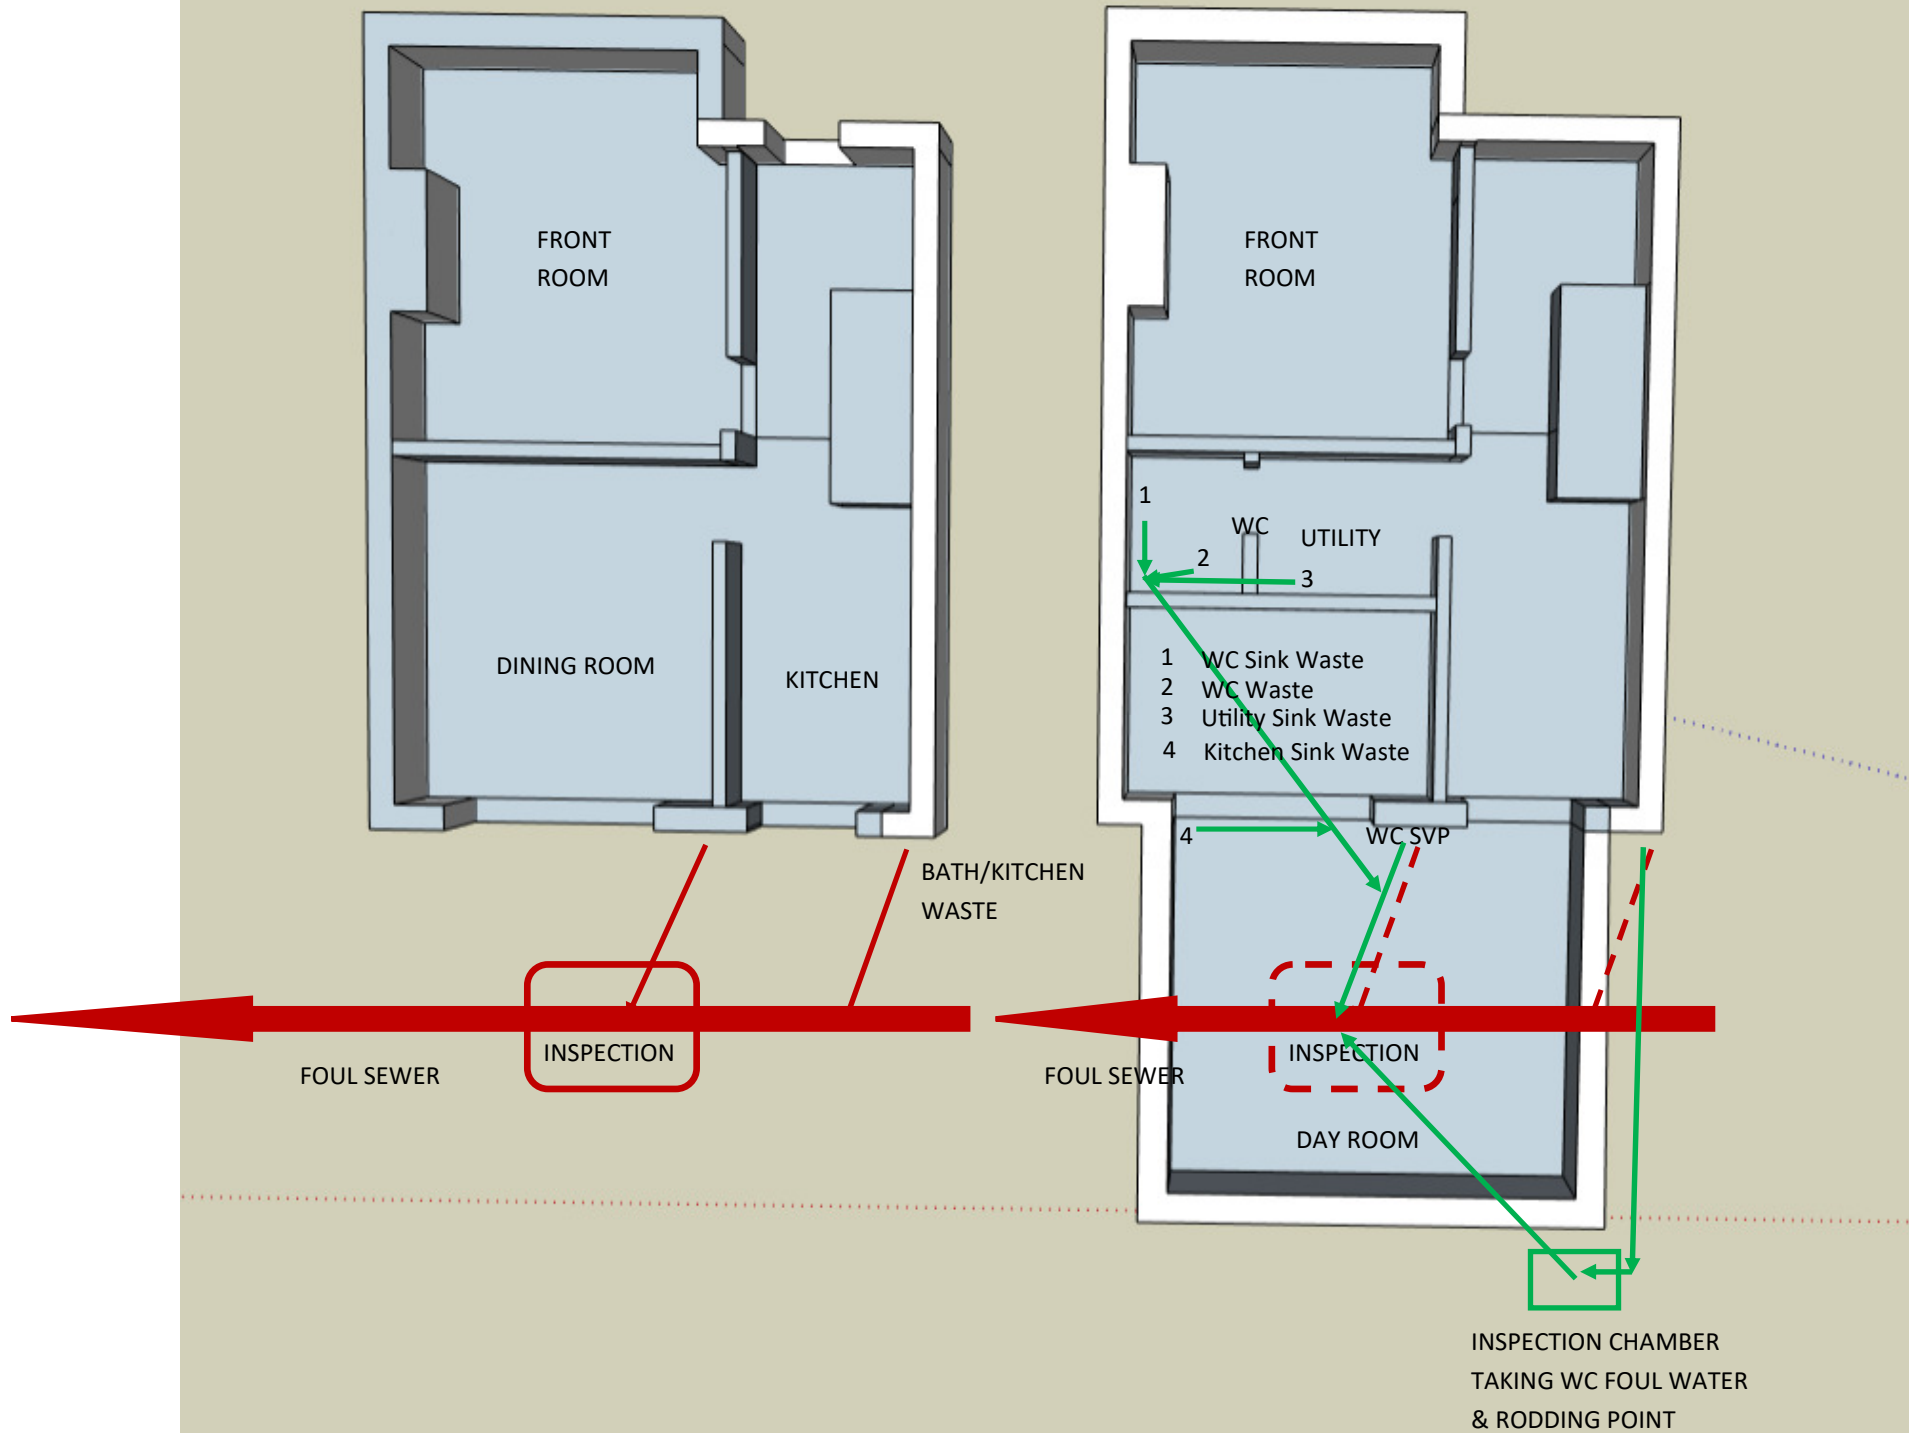 FRONT
ROOM
DINING ROOM
KITCHEN
BATH/KITCHEN
WASTE
INSPECTION
FOUL SEWER
FRONT
ROOM
1
WC
UTILITY
2
3
1 WC Sink Waste
2 WC Waste
3 Utility Sink Waste
4 Kitchen Sink Waste
4
WC SVP
INSPECTION
FOUL SEWER
DAY ROOM
INSPECTION CHAMBER
TAKING WC FOUL WATER
& RODDING POINT